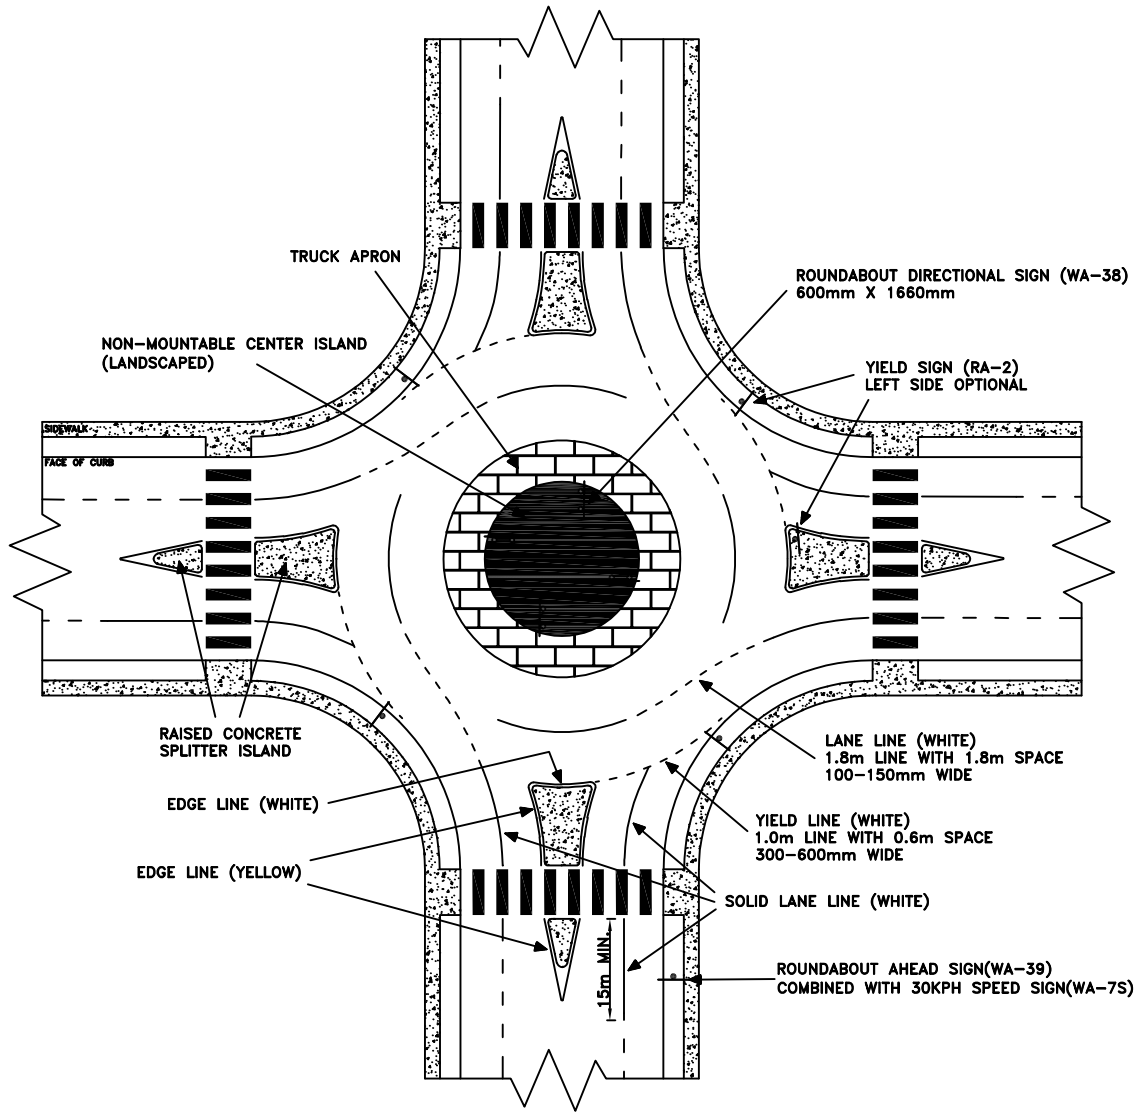 TRUCK APRON
ROUNDABOUT DIRECTIONAL SIGN (WA-38)
600mm X 1660mm
NON-MOUNTABLE CENTER ISLAND
(LANDSCAPED)
YIELD SIGN (RA-2)
LEFT SIDE OPTIONAL
SIDEWALK
FACE OF CURB
RAISED CONCRETE
SPLITTER ISLAND
LANE LINE (WHITE)
1.8m LINE WITH 1.8m SPACE
100-150mm WIDE
EDGE LINE (WHITE)
YIELD LINE (WHITE)
1.0m LINE WITH 0.6m SPACE
300-600mm WIDE
EDGE LINE (YELLOW)
SOLID LANE LINE (WHITE)
15m MIN.
ROUNDABOUT AHEAD SIGN(WA-39)
COMBINED WITH 30KPH SPEED SIGN(WA-7S)